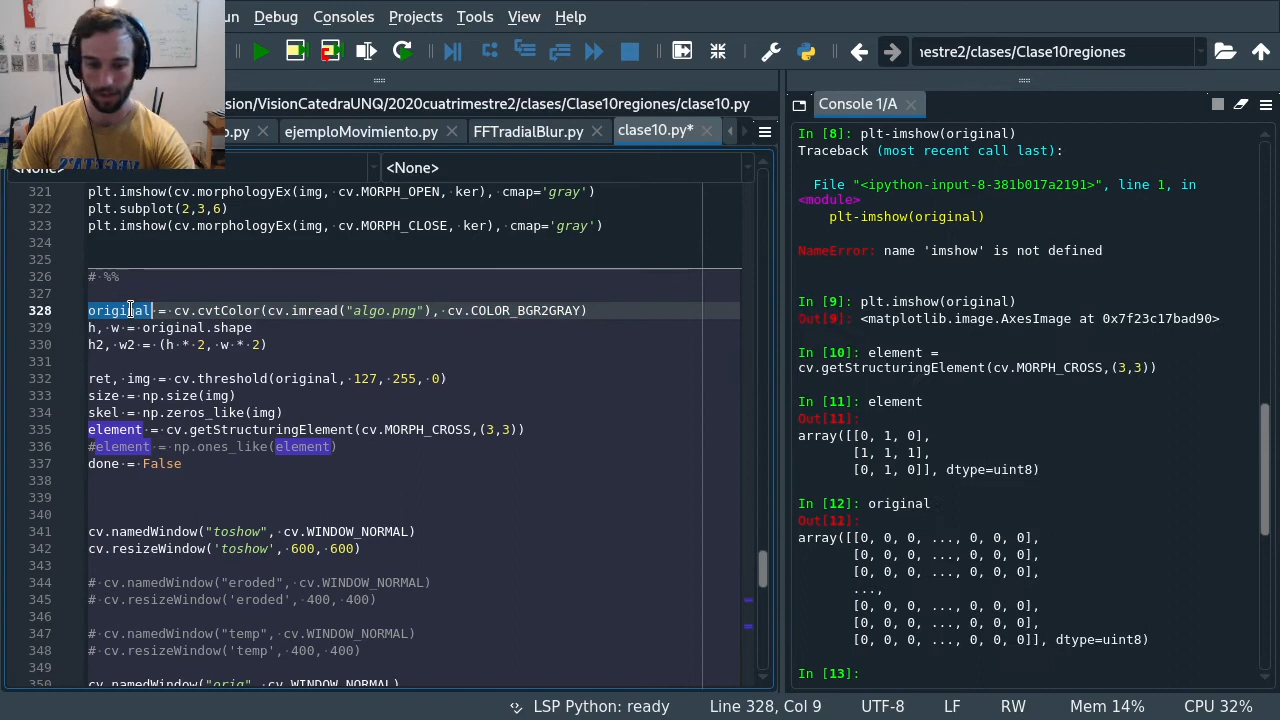 un Debug Consoles Projects Tools View Help
ıestre2/clases/Clase10regiones
sion/VisionCatedraUNQ/2020cuatrimestre2/clases/Clase10regiones/clase10.py
Console 1/A
o.py ejemploMovimiento.py FFTradialBlur.py clase10.py*
<None> <None>
321 plt.imshow(cv.morphologyEx(img, cv.MORPH_OPEN, ker), cmap='gray')
322 plt.subplot(2,3,6)
323 plt.imshow(cv.morphologyEx(img, cv.MORPH_CLOSE, ker), cmap='gray')
324
325
326 # %%
327
328 original = cv.cvtColor(cv.imread("algo.png"), cv.COLOR_BGR2GRAY)
329 h, w = original.shape
330 h2, w2 = (h * 2, w * 2)
331
332 ret, img = cv.threshold(original, 127, 255, 0)
333 size = np.size(img)
334 skel = np.zeros_like(img)
335 element = cv.getStructuringElement(cv.MORPH_CROSS,(3,3))
336 #element = np.ones_like(element)
337 done = False
338
339
340
341 cv.namedWindow("toshow", cv.WINDOW_NORMAL)
342 cv.resizeWindow('toshow', 600, 600)
343
344 # cv.namedWindow("eroded", cv.WINDOW_NORMAL)
345 # cv.resizeWindow('eroded', 400, 400)
346
347 # cv.namedWindow("temp", cv.WINDOW_NORMAL)
348 # cv.resizeWindow('temp', 400, 400)
349
350 cv.namedWindow("orig", cv.WINDOW_NORMAL)
In [8]: plt-imshow(original)
Traceback (most recent call last):
File "<ipython-input-8-381b017a2191>", line 1, in
<module>
plt-imshow(original)
NameError: name 'imshow' is not defined
In [9]: plt.imshow(original)
Out[9]: <matplotlib.image.AxesImage at 0x7f23c17bad90>
In [10]: element =
cv.getStructuringElement(cv.MORPH_CROSS,(3,3))
In [11]: element
Out[11]:
array([[0, 1, 0],
[1, 1, 1],
[0, 1, 0]], dtype=uint8)
In [12]: original
Out[12]:
array([[0, 0, 0, ..., 0, 0, 0],
[0, 0, 0, ..., 0, 0, 0],
[0, 0, 0, ..., 0, 0, 0],
...,
[0, 0, 0, ..., 0, 0, 0],
[0, 0, 0, ..., 0, 0, 0],
[0, 0, 0, ..., 0, 0, 0]], dtype=uint8)
In [13]:
LSP Python: ready Line 328, Col 9 UTF-8 LF RW Mem 14% CPU 32%